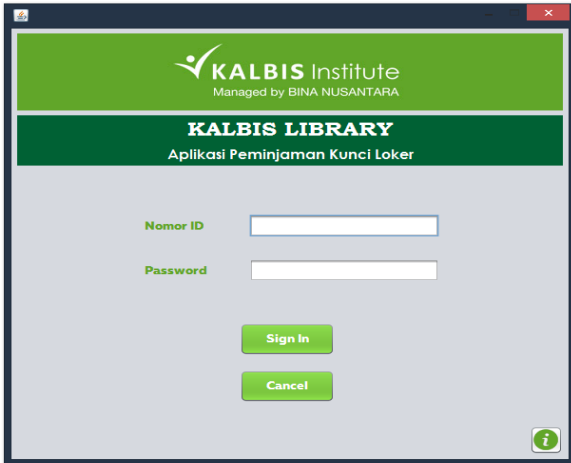 KALBIS Institute
Managed by BINA NUSANTARA
KALBIS LIBRARY
Aplikasi Peminjaman Kunci Loker
Nomor ID
Password
Sign In
Cancel
i